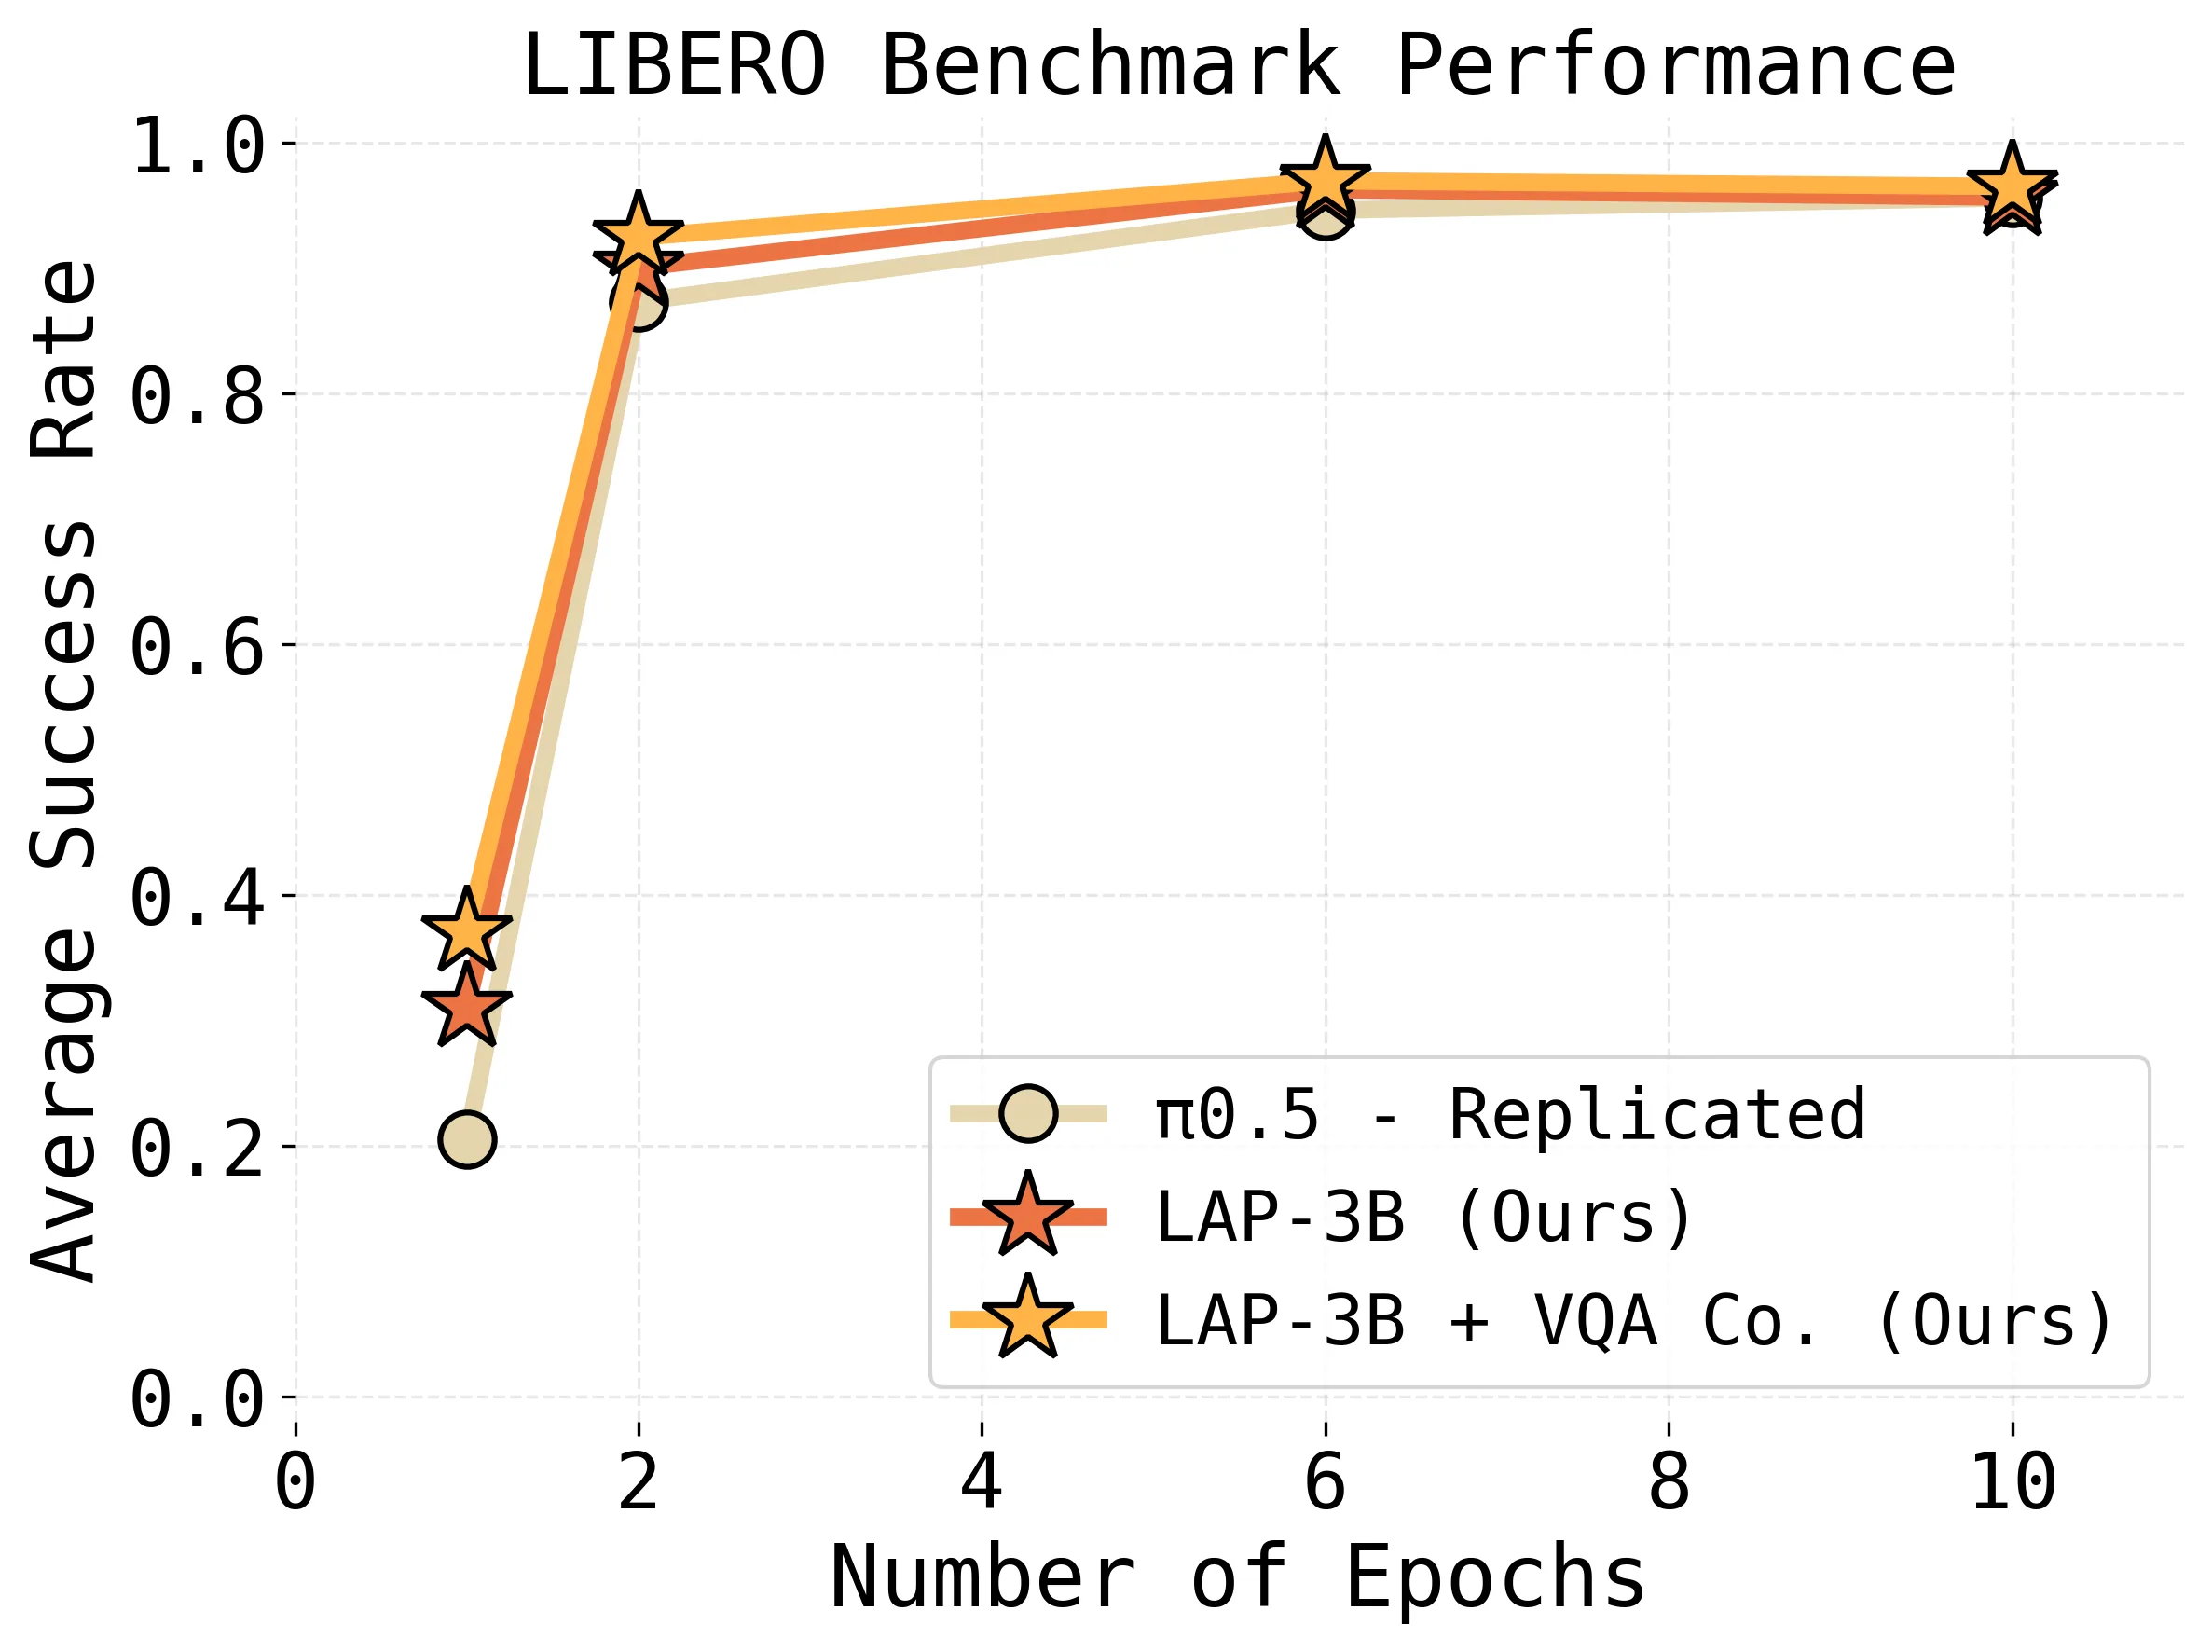 LIBERO Benchmark Performance
Average Success Rate
1.0
0.8
0.6
0.4
0.2
0.0
π0.5 - Replicated
LAP-3B (Ours)
LAP-3B + VQA Co. (Ours)
0 2 4 6 8 10
Number of Epochs